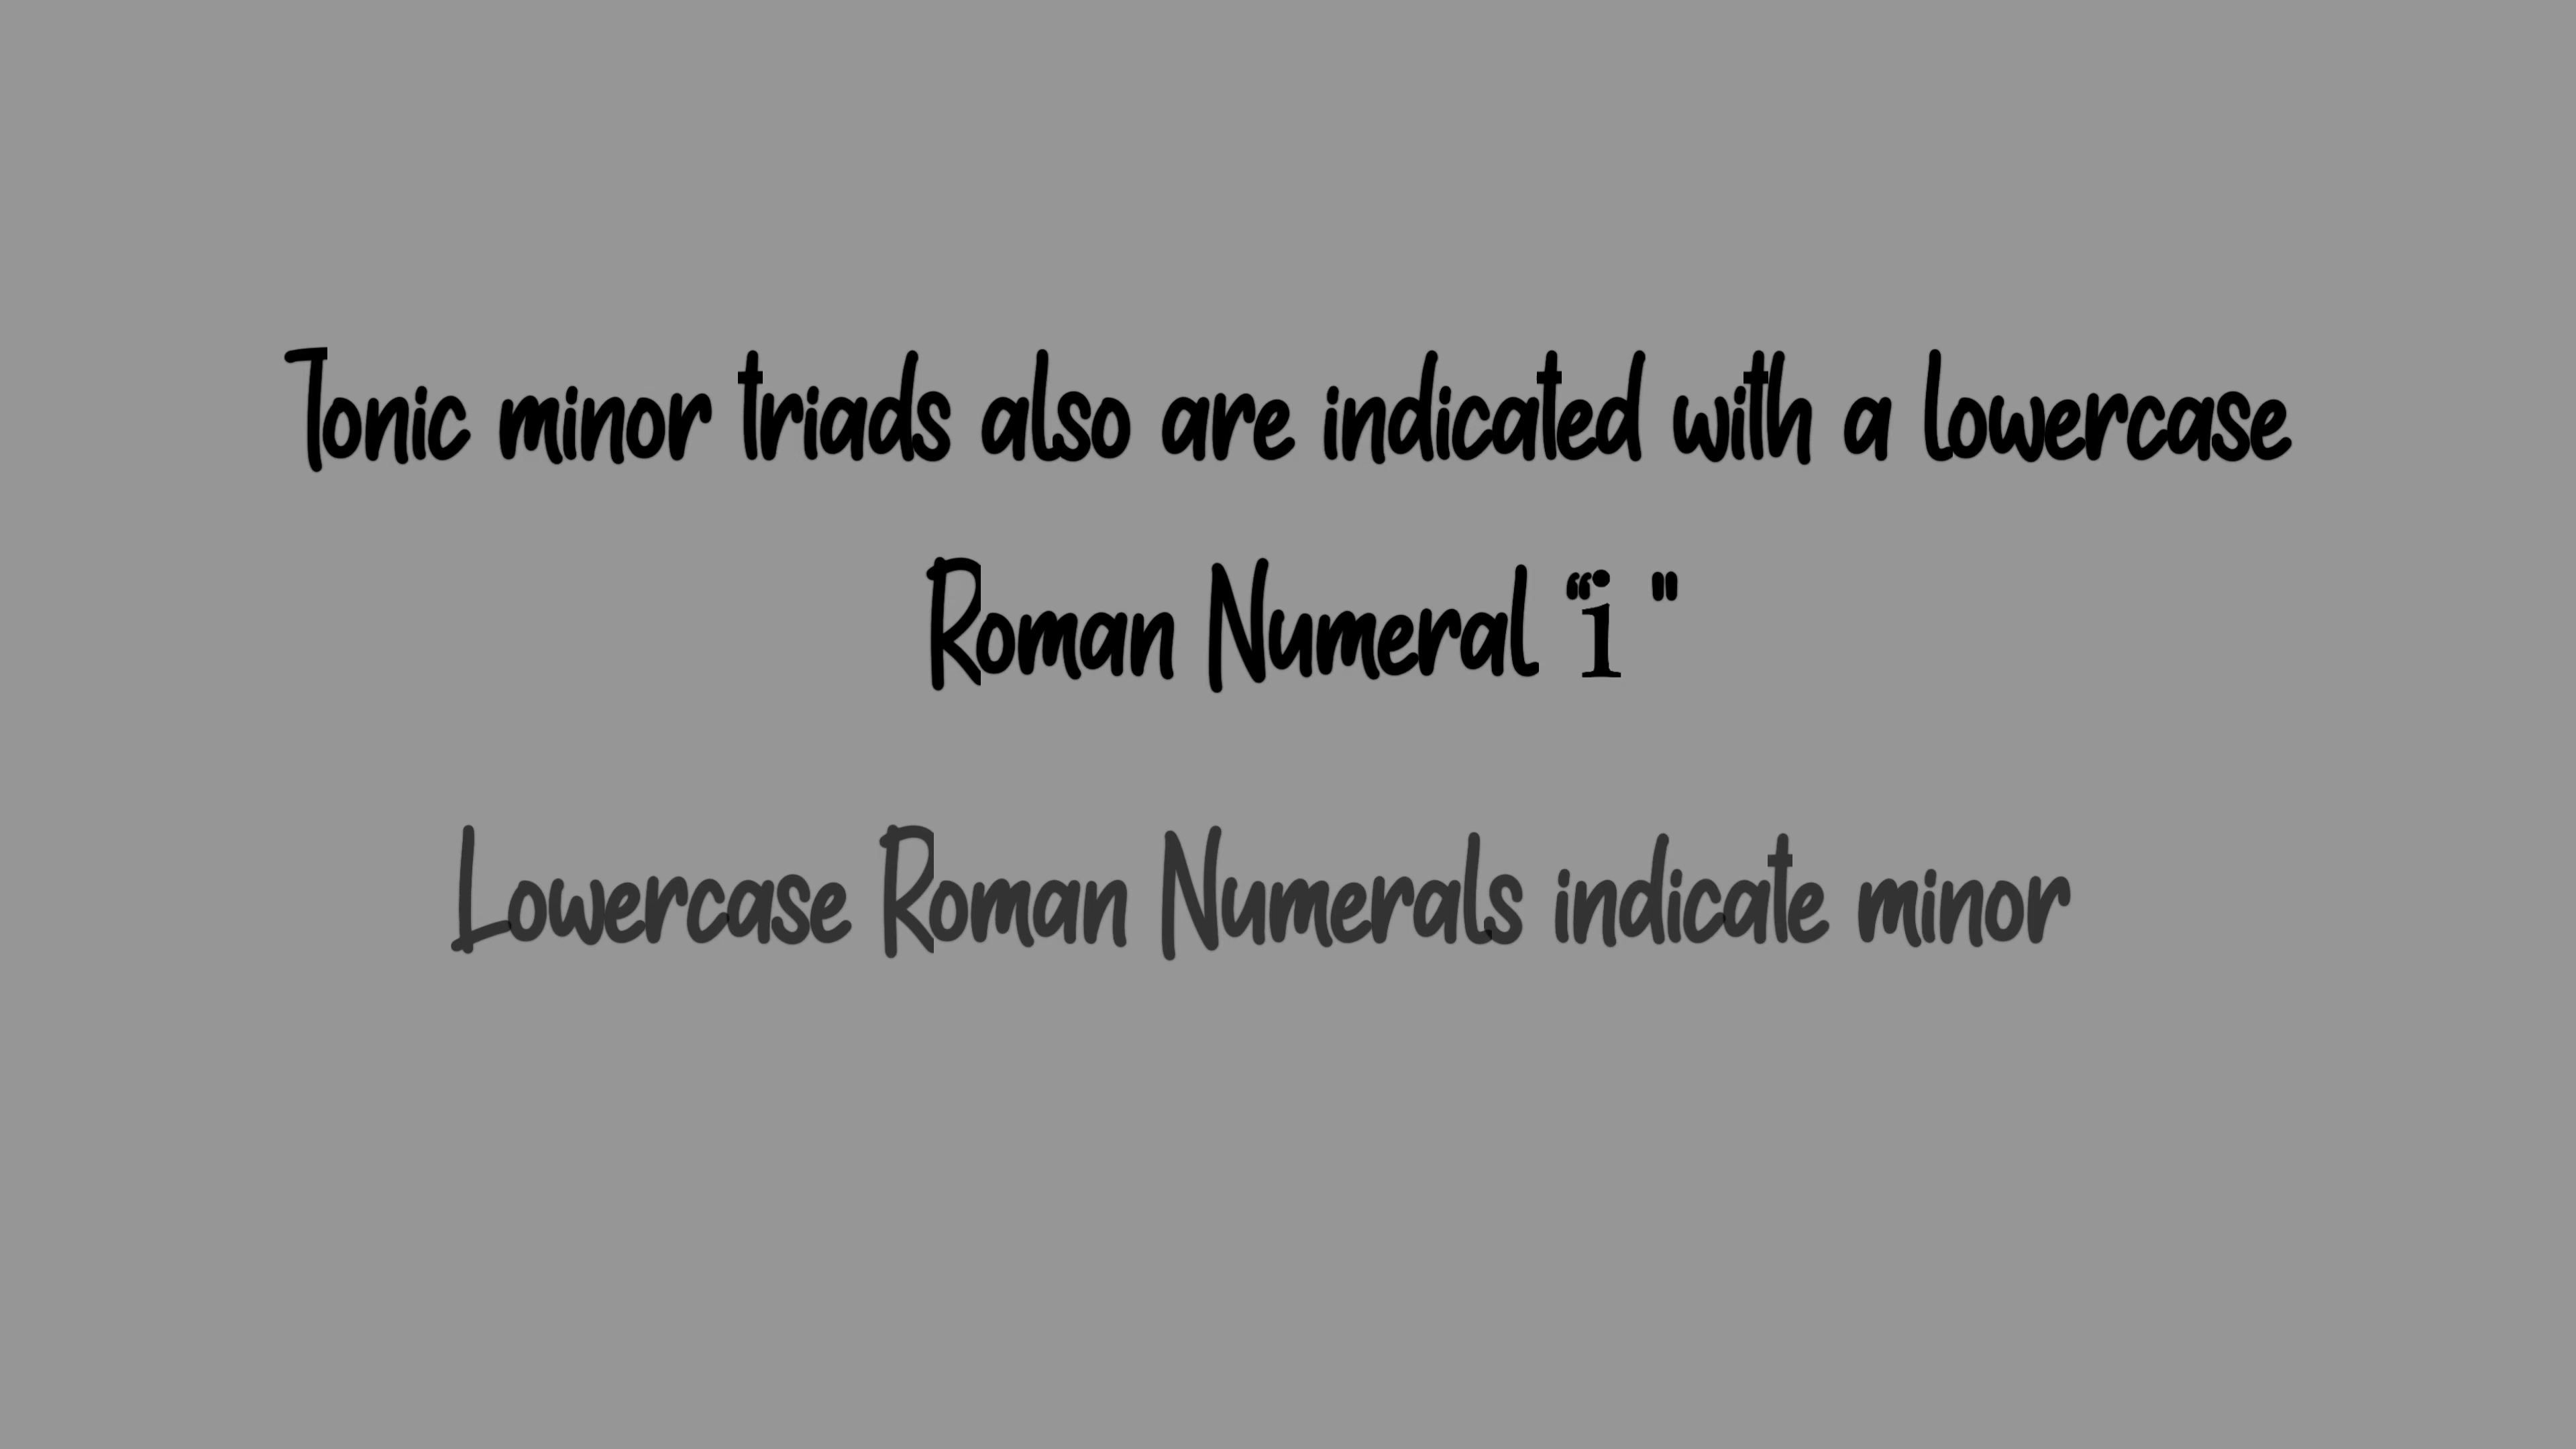 Tonic minor triads also are indicated with a lowercase
Roman Numeral “i "
Lowercase Roman Numerals indicate minor